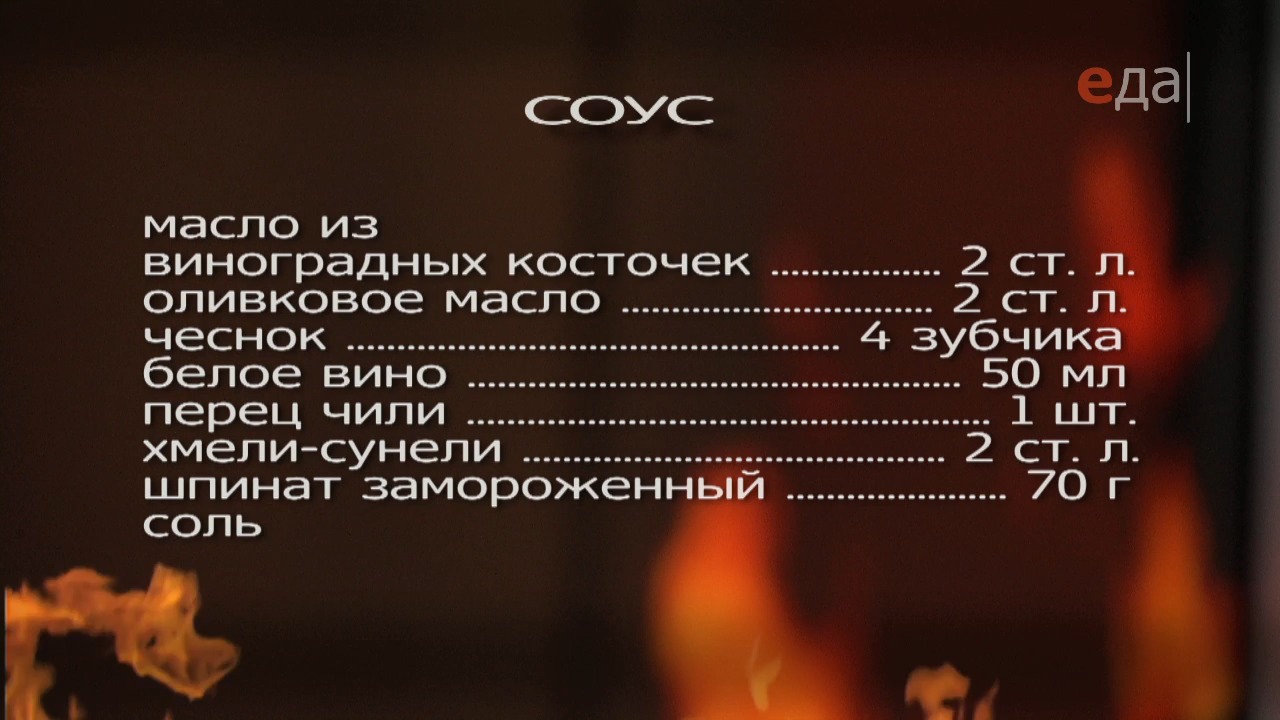 еда
соус
масло из
виноградных косточек ................. 2 ст. л.
оливковое масло ............................... 2 ст. л.
чеснок ................................................. 4 зубчика
белое вино ................................................. 50 мл
перец чили .................................................... 1 шт.
хмели-сунели .......................................... 2 ст. л.
шпинат замороженный ...................... 70 г
соль